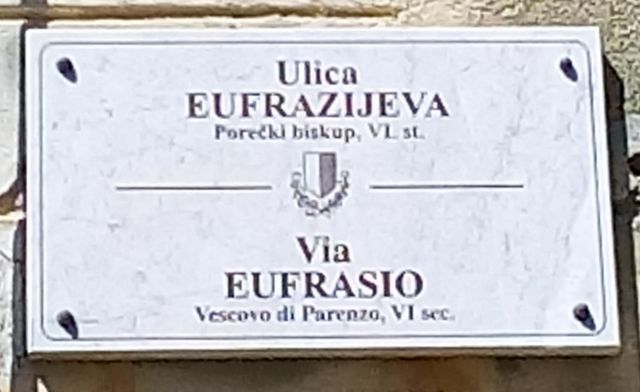 Ulica
EUFRAZIJEVA
Porečki biskup, VI. st.
Via
EUFRASIO
Vescovo di Parenzo, VI sec.